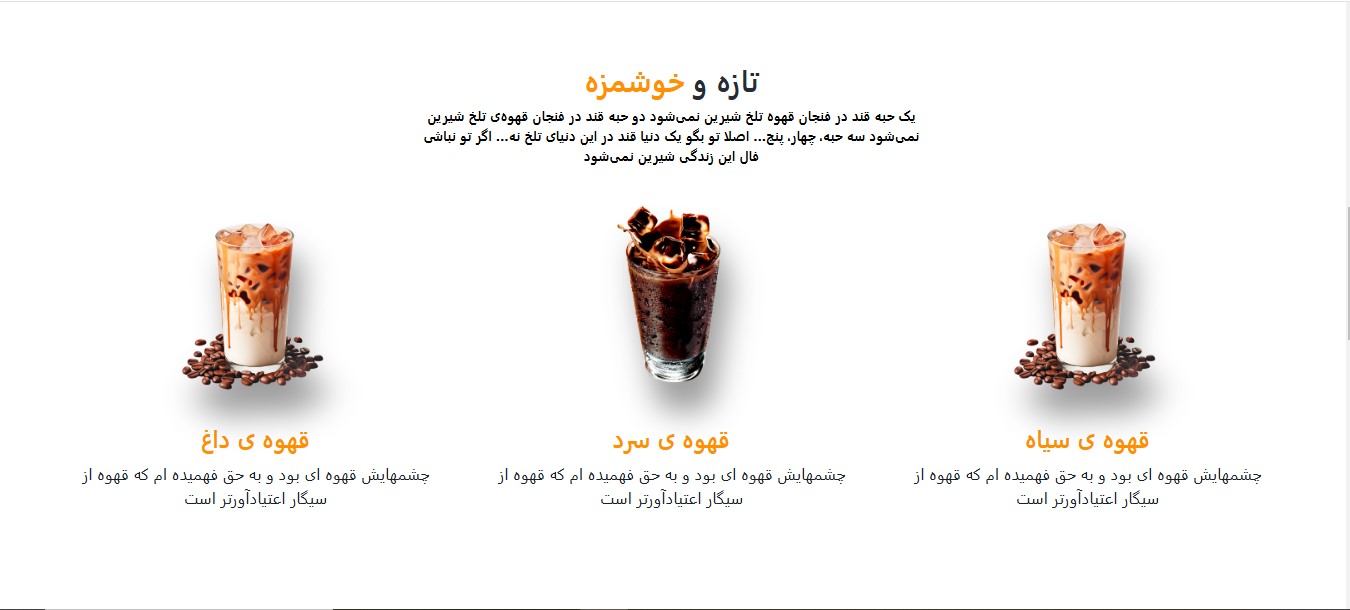 تازه و خوشمزه
یک حبه قند در فنجان قهوه تلخ شیرین نمی‌شود دو حبه قند در فنجان قهوه‌ی تلخ شیرین
نمی‌شود سه حبه، چهار، پنج... اصلا تو بگو یک دنیا قند در این دنیای تلخ نه... اگر تو نباشی
فال این زندگی شیرین نمی‌شود
قهوه ی سیاه
چشمهایش قهوه ای بود و به حق فهمیده ام که قهوه از
سیگار اعتیادآورتر است
قهوه ی سرد
چشمهایش قهوه ای بود و به حق فهمیده ام که قهوه از
سیگار اعتیادآورتر است
قهوه ی داغ
چشمهایش قهوه ای بود و به حق فهمیده ام که قهوه از
سیگار اعتیادآورتر است